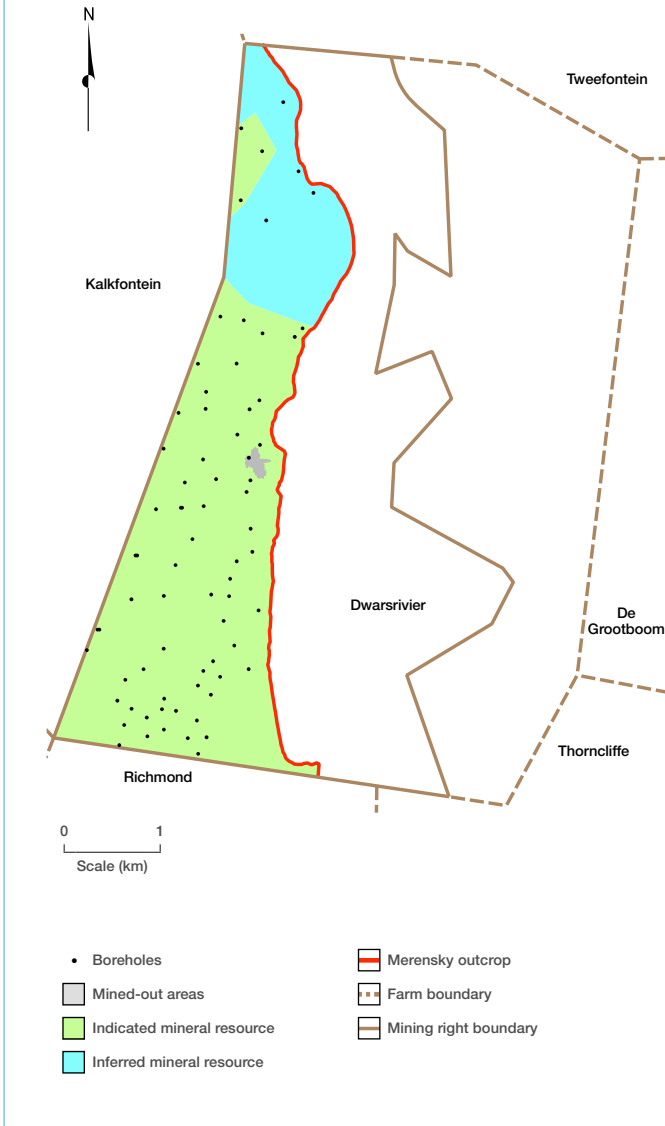 N
Tweefontein
Kalkfontein
Dwarsrivier
De
Grootboom
Thorncliffe
Richmond
0 1
Scale (km)
Boreholes
Mined-out areas
Indicated mineral resource
Inferred mineral resource
Merensky outcrop
Farm boundary
Mining right boundary